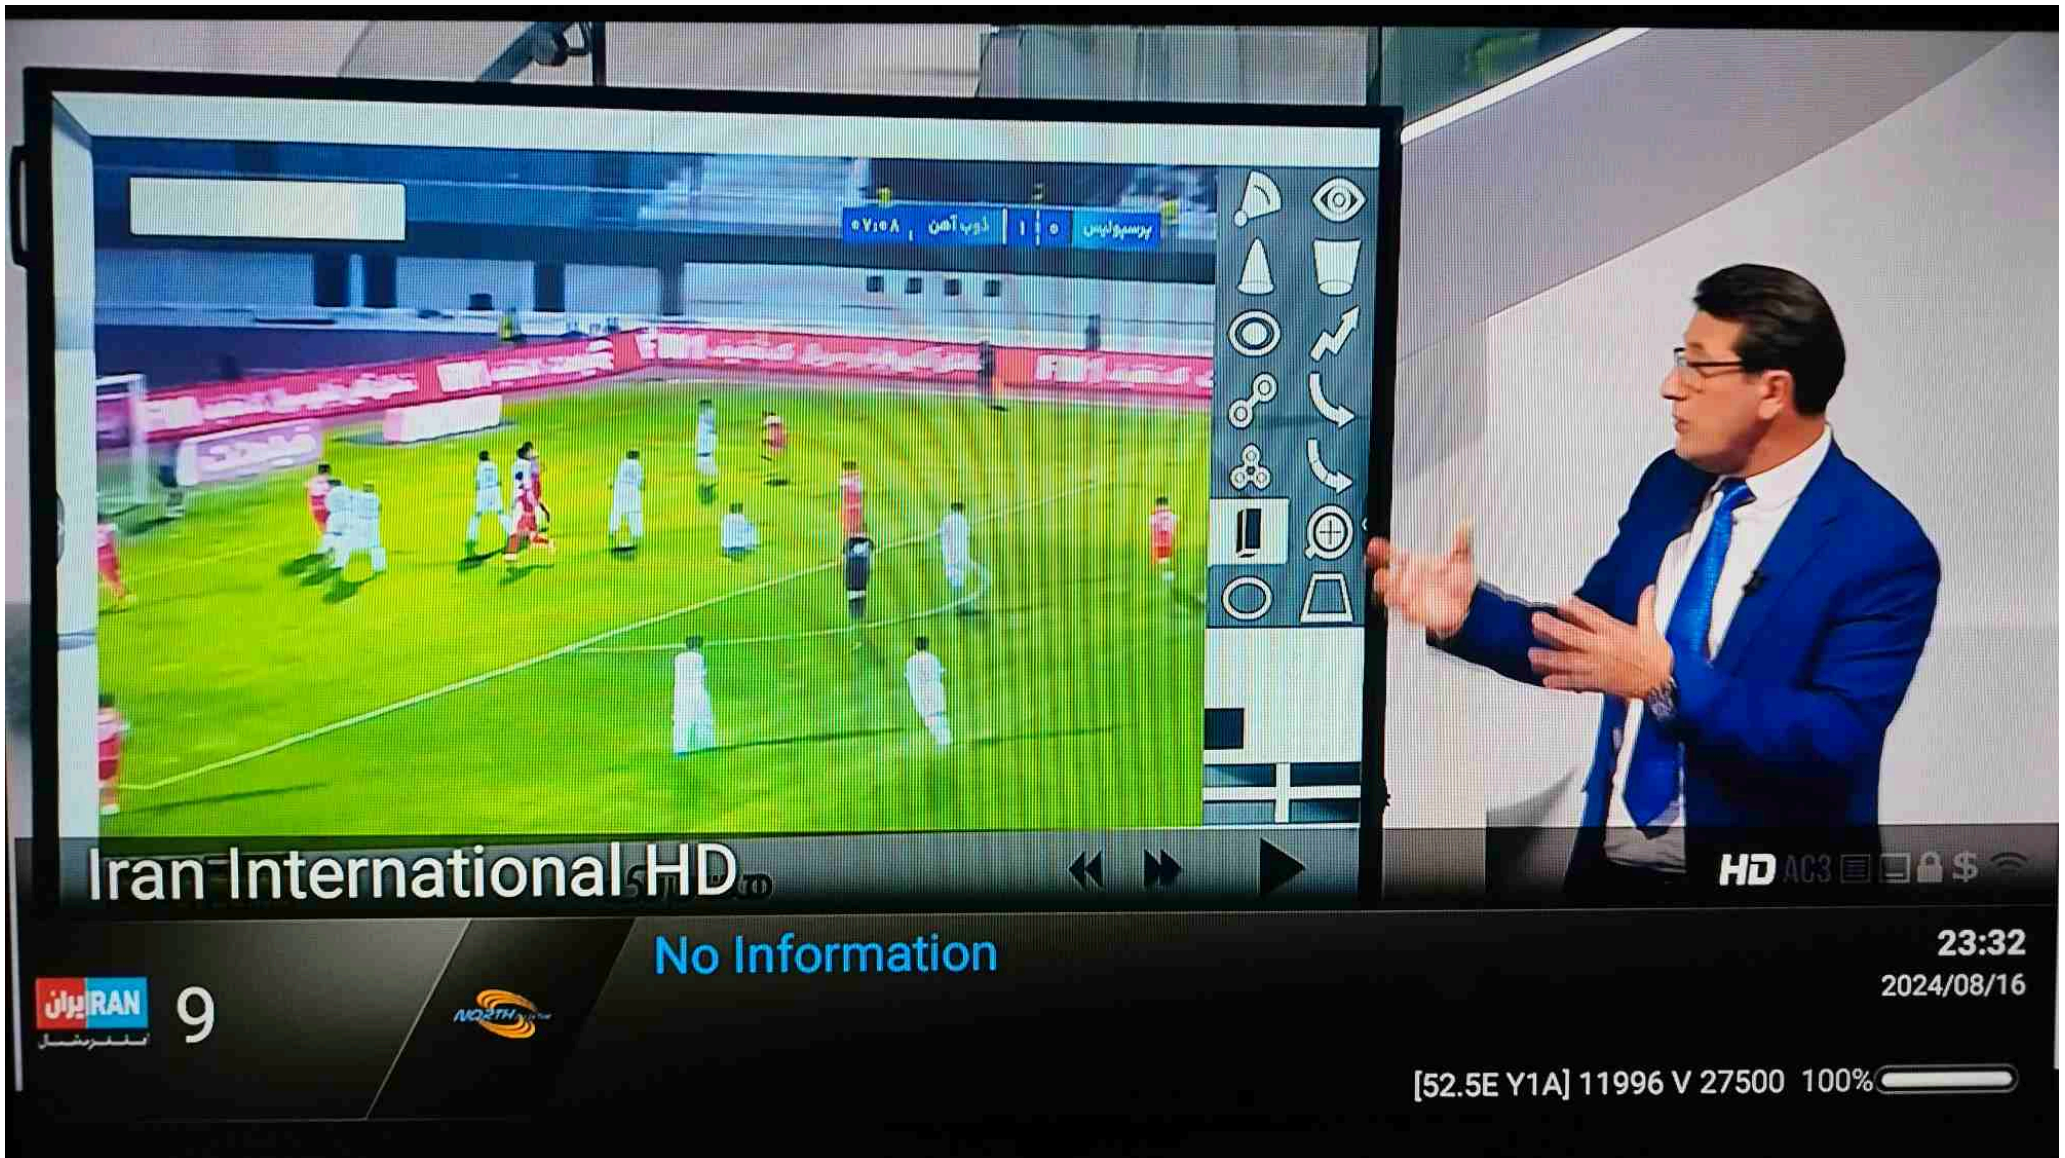 پرسپولیس ۰ ۱ ذوب آهن ۰۷:۰۸
Iran International HD
HD AC3 $
No Information
23:32
2024/08/16
ایران IRAN
اینترنشنال
9
NORTH
[52.5E Y1A] 11996 V 27500 100%